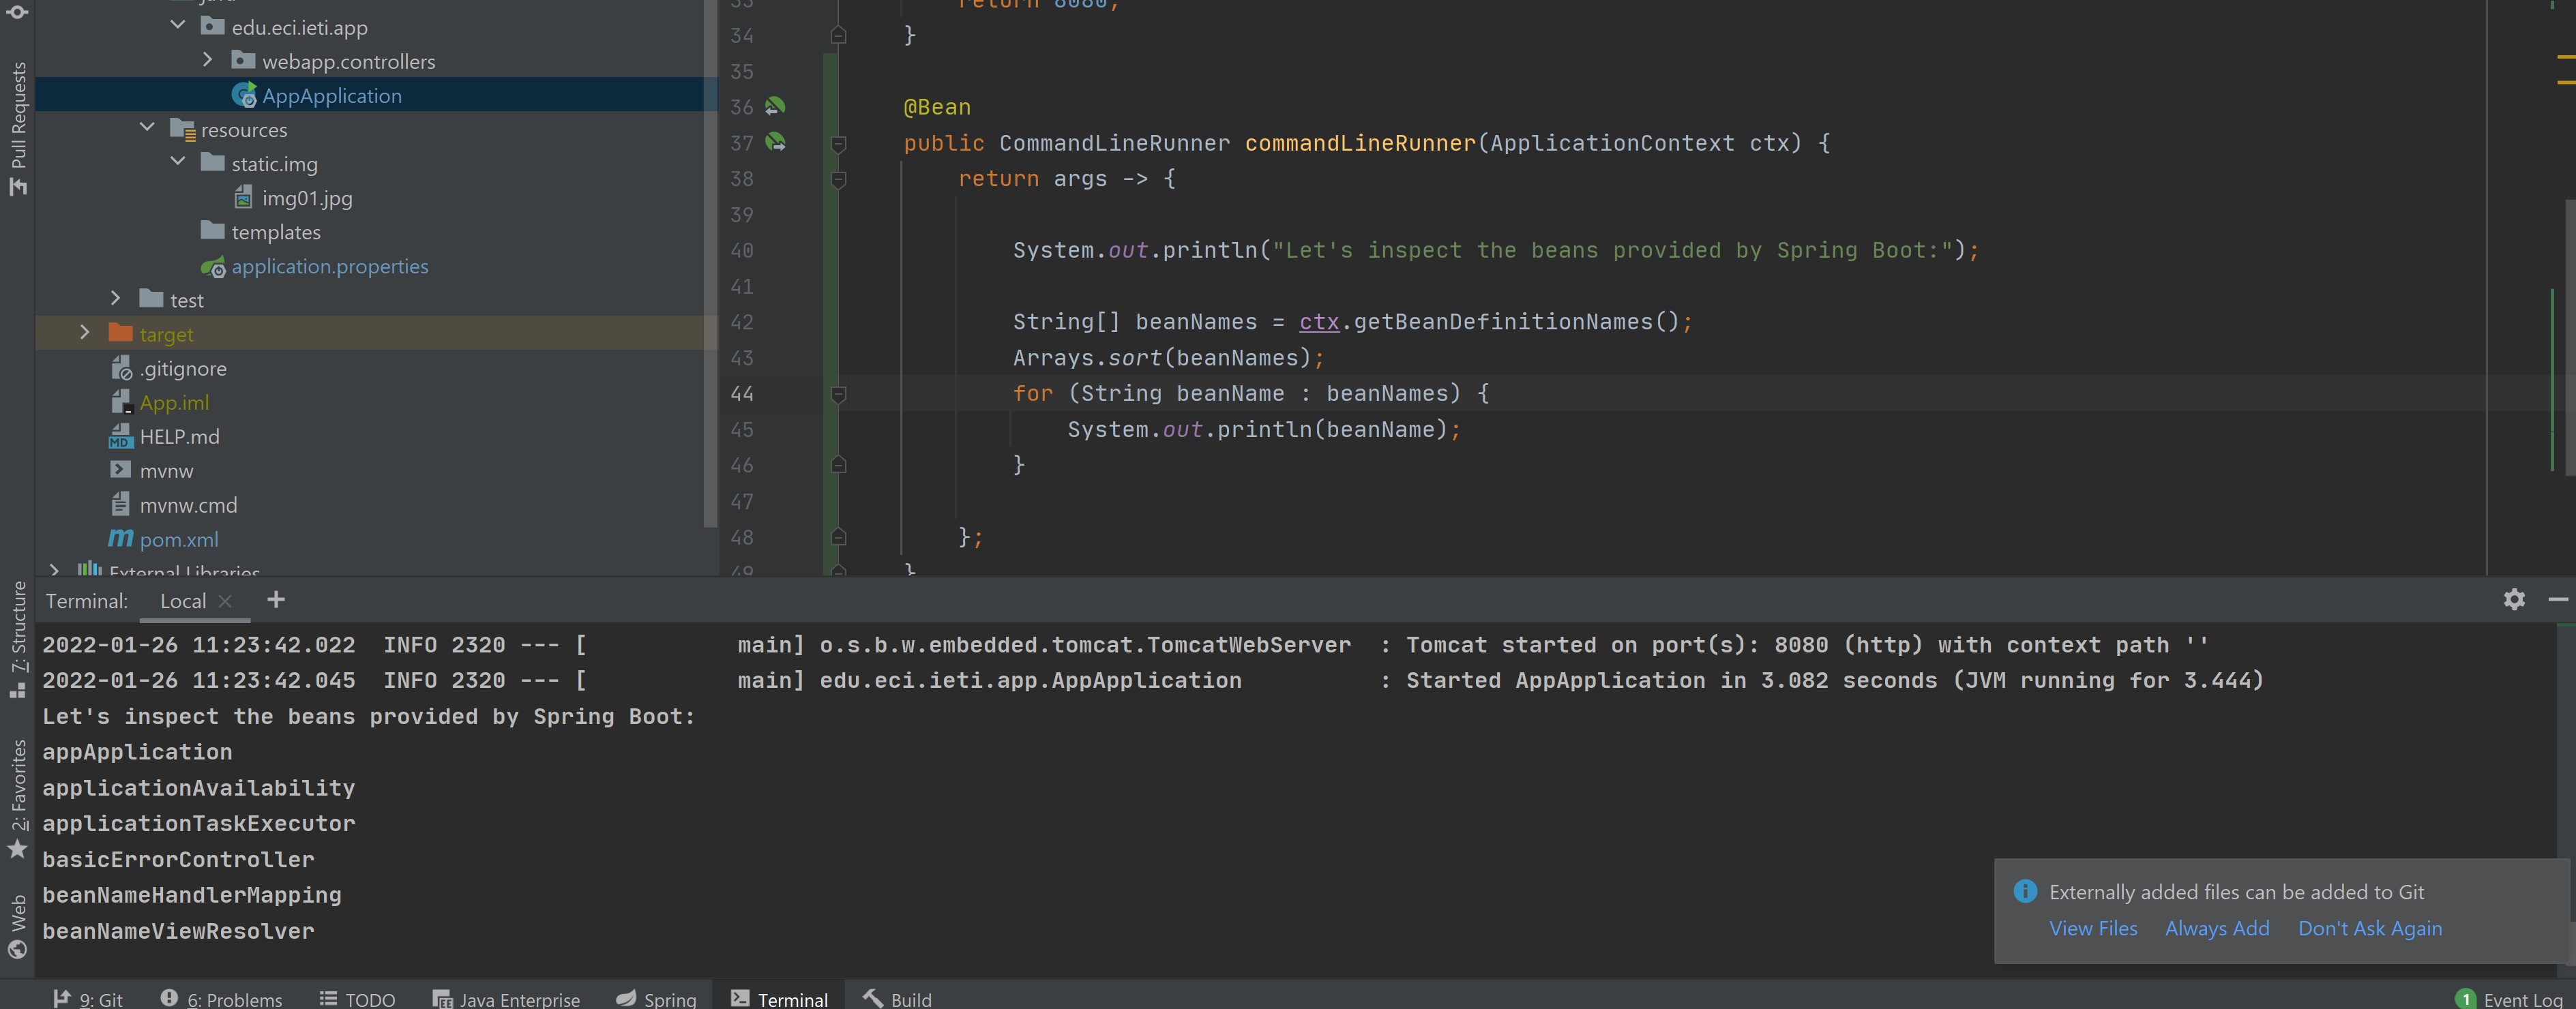 java
edu.eci.ieti.app
webapp.controllers
AppApplication
resources
static.img
img01.jpg
templates
application.properties
test
target
.gitignore
App.iml
HELP.md
mvnw
mvnw.cmd
pom.xml
External Libraries
Pull Requests
7: Structure
2: Favorites
Web
33 return 8080;
34 }
35
36 @Bean
37 public CommandLineRunner commandLineRunner(ApplicationContext ctx) {
38 return args -> {
39
40 System.out.println("Let's inspect the beans provided by Spring Boot:");
41
42 String[] beanNames = ctx.getBeanDefinitionNames();
43 Arrays.sort(beanNames);
44 for (String beanName : beanNames) {
45 System.out.println(beanName);
46 }
47
48 };
49 }
Terminal: Local
2022-01-26 11:23:42.022  INFO 2320 --- [           main] o.s.b.w.embedded.tomcat.TomcatWebServer  : Tomcat started on port(s): 8080 (http) with context path ''
2022-01-26 11:23:42.045  INFO 2320 --- [           main] edu.eci.ieti.app.AppApplication          : Started AppApplication in 3.082 seconds (JVM running for 3.444)
Let's inspect the beans provided by Spring Boot:
appApplication
applicationAvailability
applicationTaskExecutor
basicErrorController
beanNameHandlerMapping
beanNameViewResolver
Externally added files can be added to Git
View Files Always Add Don't Ask Again
9: Git 6: Problems TODO Java Enterprise Spring Terminal Build 1 Event Log